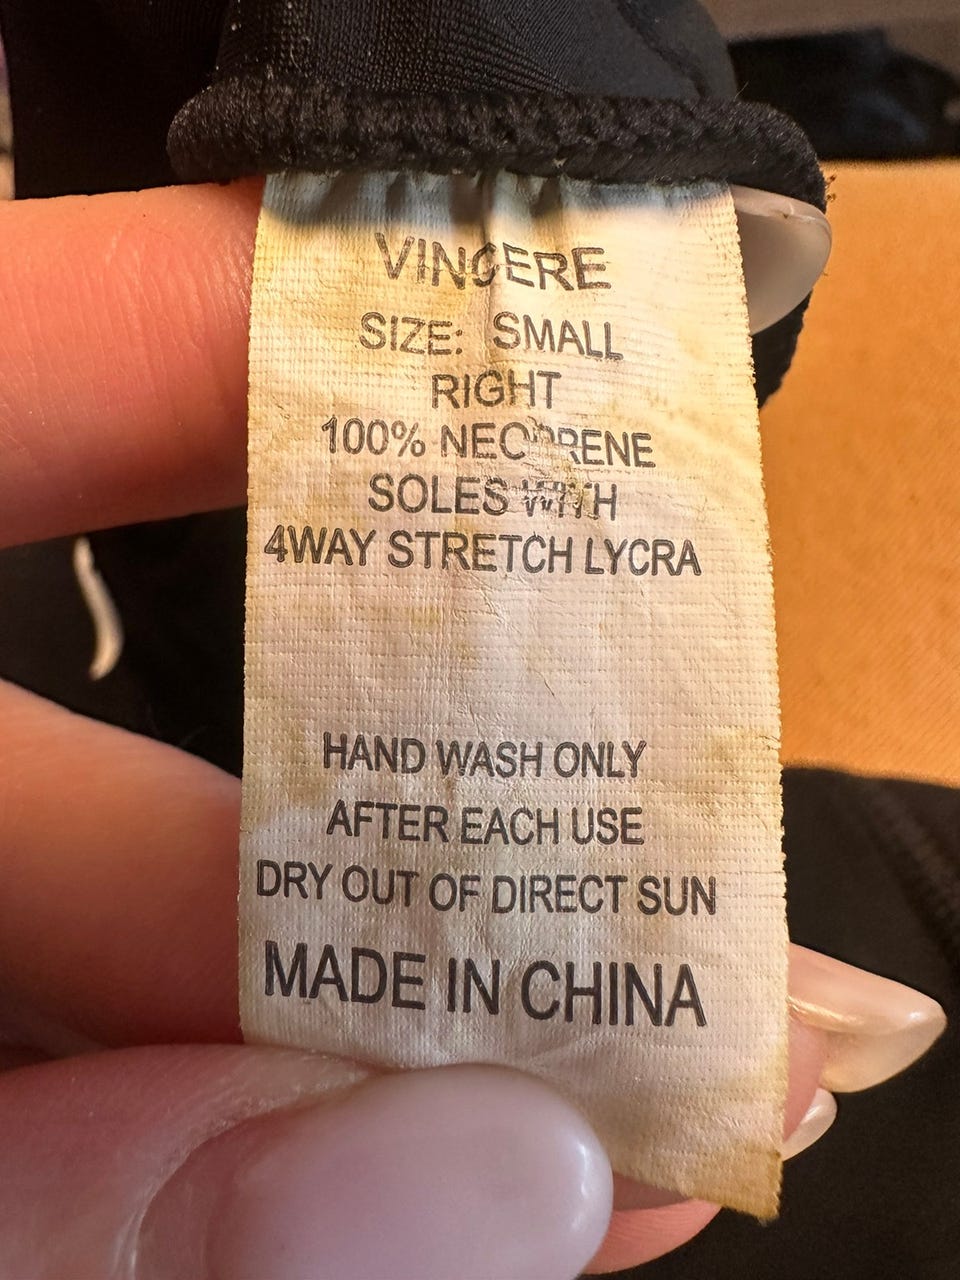 VINCERE
SIZE: SMALL
RIGHT
100% NEOPRENE
SOLES WITH
4WAY STRETCH LYCRA
HAND WASH ONLY
AFTER EACH USE
DRY OUT OF DIRECT SUN
MADE IN CHINA